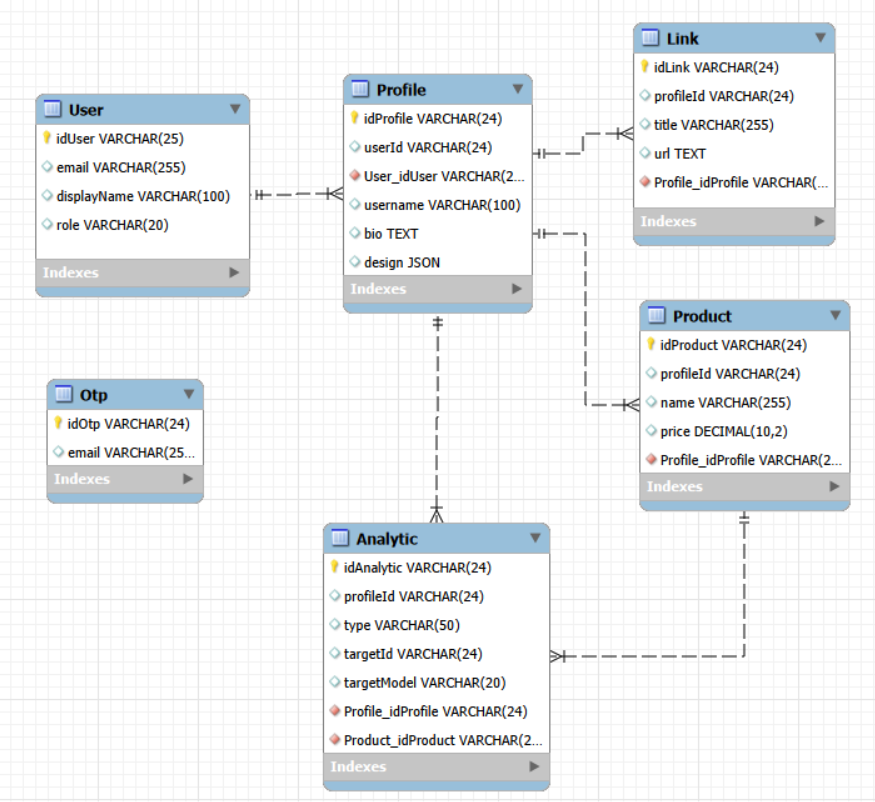 User
idUser VARCHAR(25)
email VARCHAR(255)
displayName VARCHAR(100)
role VARCHAR(20)
Indexes
Profile
idProfile VARCHAR(24)
userId VARCHAR(24)
User_idUser VARCHAR(2...
username VARCHAR(100)
bio TEXT
design JSON
Indexes
Link
idLink VARCHAR(24)
profileId VARCHAR(24)
title VARCHAR(255)
url TEXT
Profile_idProfile VARCHAR(...
Indexes
Product
idProduct VARCHAR(24)
profileId VARCHAR(24)
name VARCHAR(255)
price DECIMAL(10,2)
Profile_idProfile VARCHAR(2...
Indexes
Otp
idOtp VARCHAR(24)
email VARCHAR(25...
Indexes
Analytic
idAnalytic VARCHAR(24)
profileId VARCHAR(24)
type VARCHAR(50)
targetId VARCHAR(24)
targetModel VARCHAR(20)
Profile_idProfile VARCHAR(24)
Product_idProduct VARCHAR(2...
Indexes